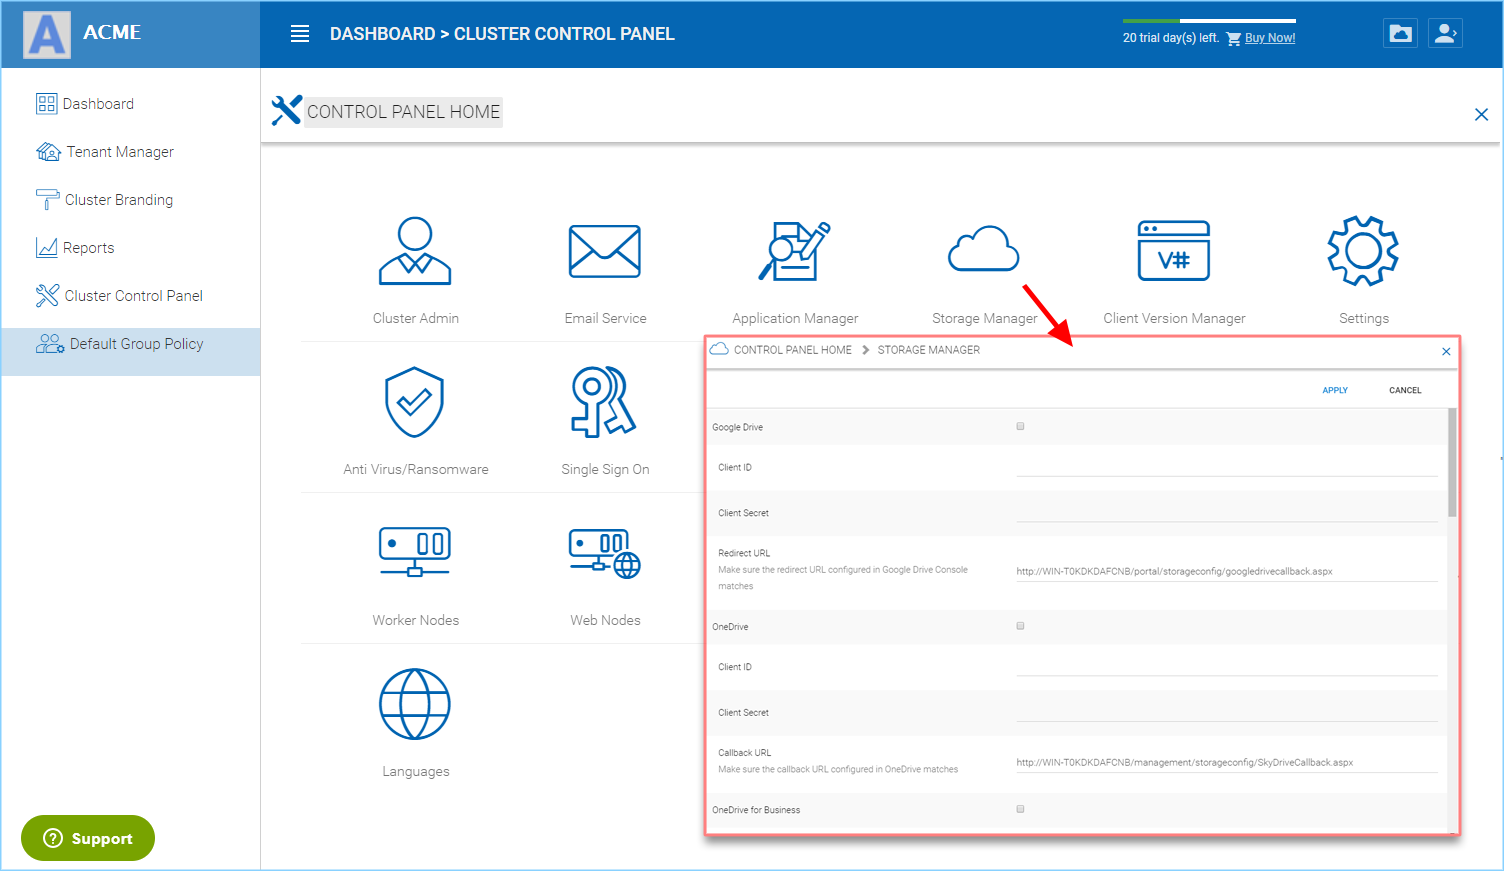 A
ACME
DASHBOARD > CLUSTER CONTROL PANEL
20 trial day(s) left. Buy Now!
Dashboard
Tenant Manager
Cluster Branding
Reports
Cluster Control Panel
Default Group Policy
Support
CONTROL PANEL HOME
Cluster Admin
Email Service
Application Manager
Storage Manager
V#
Client Version Manager
Settings
Anti Virus/Ransomware
Single Sign On
Worker Nodes
Web Nodes
Languages
CONTROL PANEL HOME > STORAGE MANAGER
APPLY CANCEL
Google Drive
Client ID
Client Secret
Redirect URL
Make sure the redirect URL configured in Google Drive Console
matches
http://WIN-T0KDKDAFCNB/portal/storageconfig/googledrivecallback.aspx
OneDrive
Client ID
Client Secret
Callback URL
Make sure the callback URL configured in OneDrive matches
http://WIN-T0KDKDAFCNB/management/storageconfig/SkyDriveCallback.aspx
OneDrive for Business